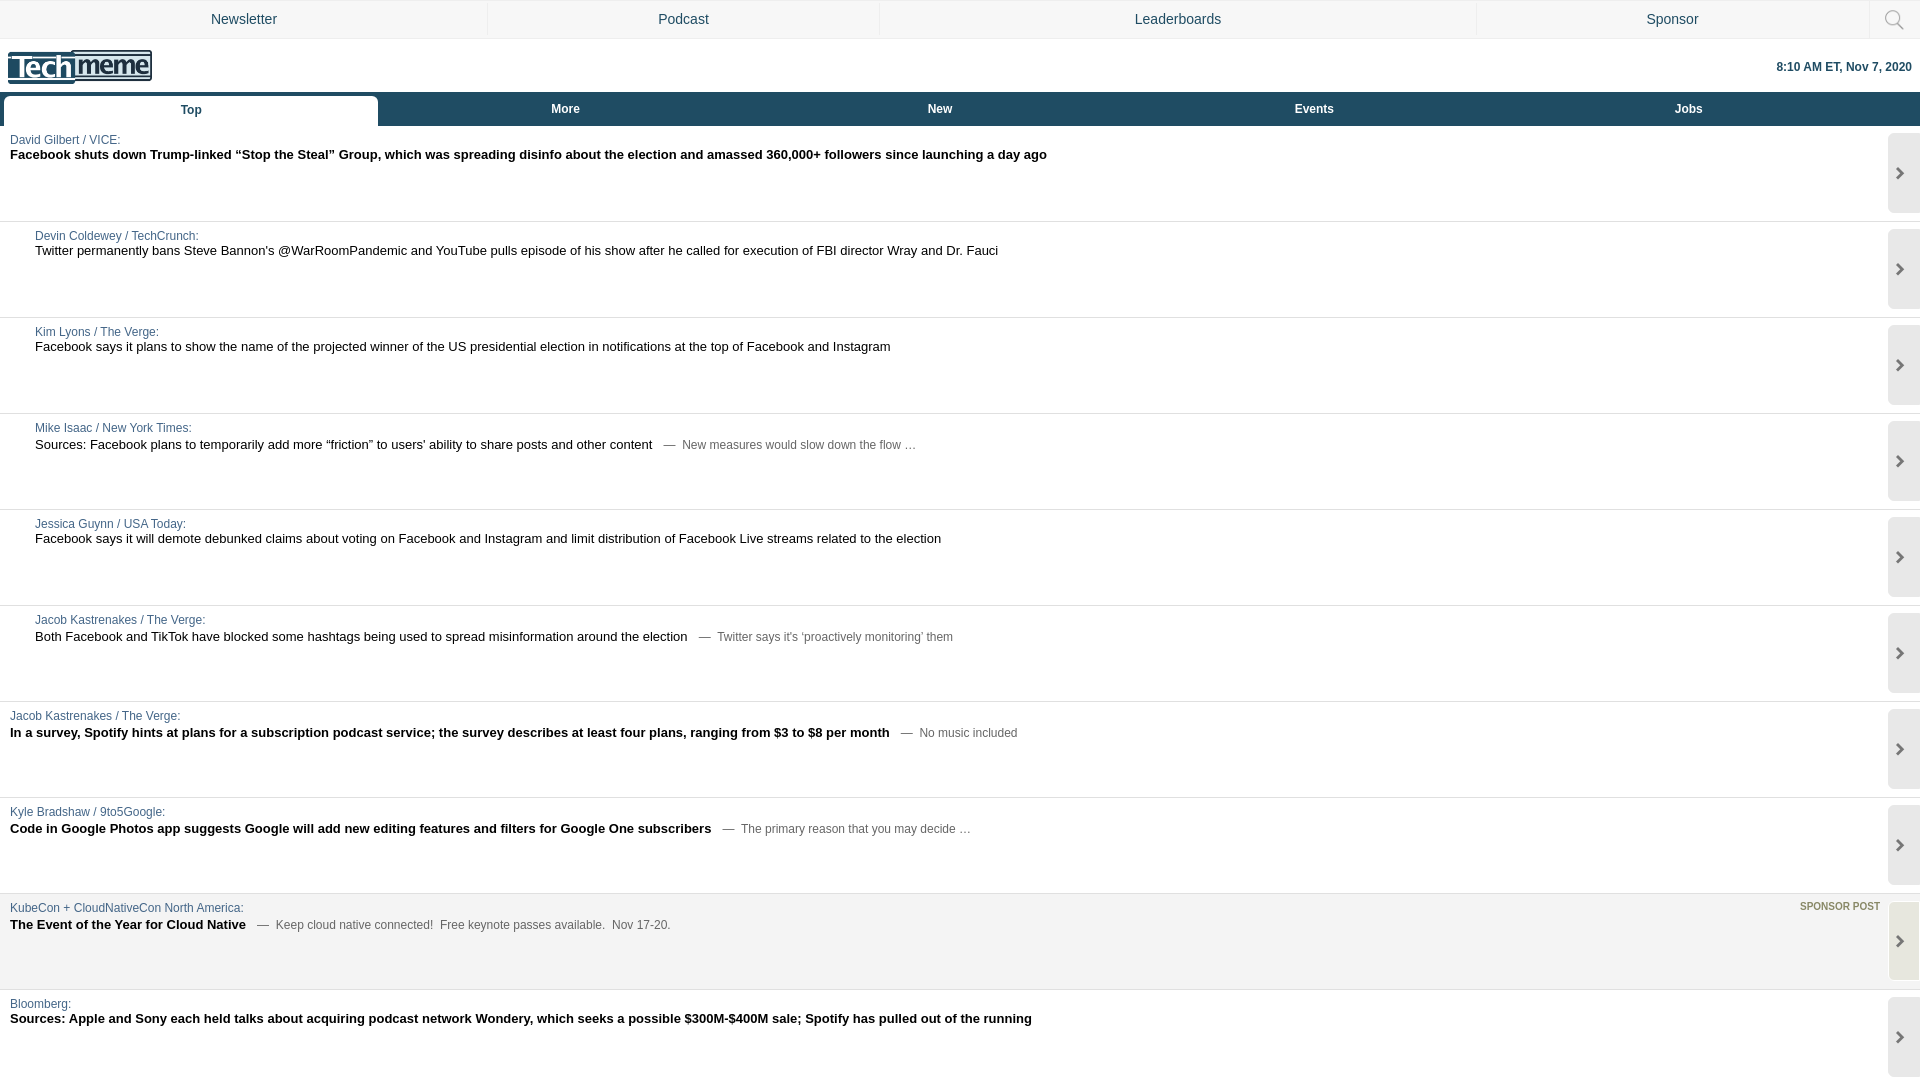 Newsletter
Podcast
Leaderboards
Sponsor
Techmeme
8:10 AM ET, Nov 7, 2020
Top
More
New
Events
Jobs
David Gilbert / VICE:
Facebook shuts down Trump-linked “Stop the Steal” Group, which was spreading disinfo about the election and amassed 360,000+ followers since launching a day ago
Devin Coldewey / TechCrunch:
Twitter permanently bans Steve Bannon's @WarRoomPandemic and YouTube pulls episode of his show after he called for execution of FBI director Wray and Dr. Fauci
Kim Lyons / The Verge:
Facebook says it plans to show the name of the projected winner of the US presidential election in notifications at the top of Facebook and Instagram
Mike Isaac / New York Times:
Sources: Facebook plans to temporarily add more “friction” to users' ability to share posts and other content — New measures would slow down the flow …
Jessica Guynn / USA Today:
Facebook says it will demote debunked claims about voting on Facebook and Instagram and limit distribution of Facebook Live streams related to the election
Jacob Kastrenakes / The Verge:
Both Facebook and TikTok have blocked some hashtags being used to spread misinformation around the election — Twitter says it's ‘proactively monitoring’ them
Jacob Kastrenakes / The Verge:
In a survey, Spotify hints at plans for a subscription podcast service; the survey describes at least four plans, ranging from $3 to $8 per month — No music included
Kyle Bradshaw / 9to5Google:
Code in Google Photos app suggests Google will add new editing features and filters for Google One subscribers — The primary reason that you may decide …
KubeCon + CloudNativeCon North America:
SPONSOR POST
The Event of the Year for Cloud Native — Keep cloud native connected! Free keynote passes available. Nov 17-20.
Bloomberg:
Sources: Apple and Sony each held talks about acquiring podcast network Wondery, which seeks a possible $300M-$400M sale; Spotify has pulled out of the running